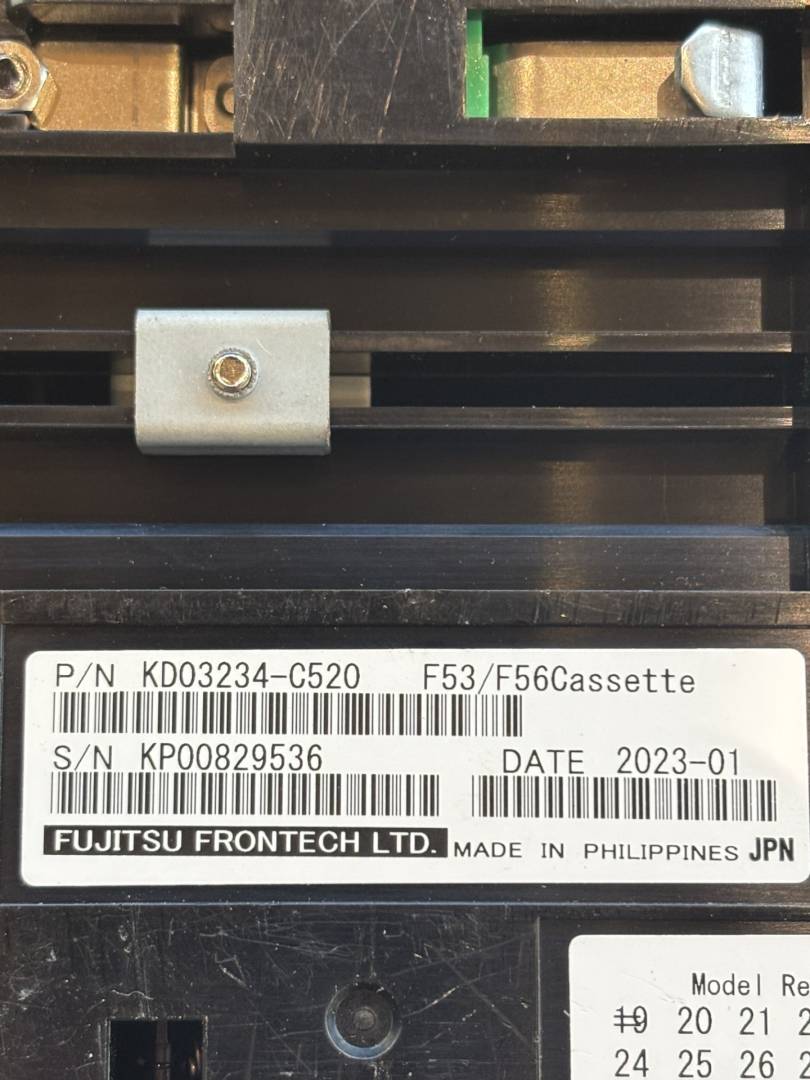 P/N KD03234-C520 F53/F56Cassette
S/N KP00829536 DATE 2023-01
FUJITSU FRONTECH LTD. MADE IN PHILIPPINES JPN
Model
19 20 21
24 25 26